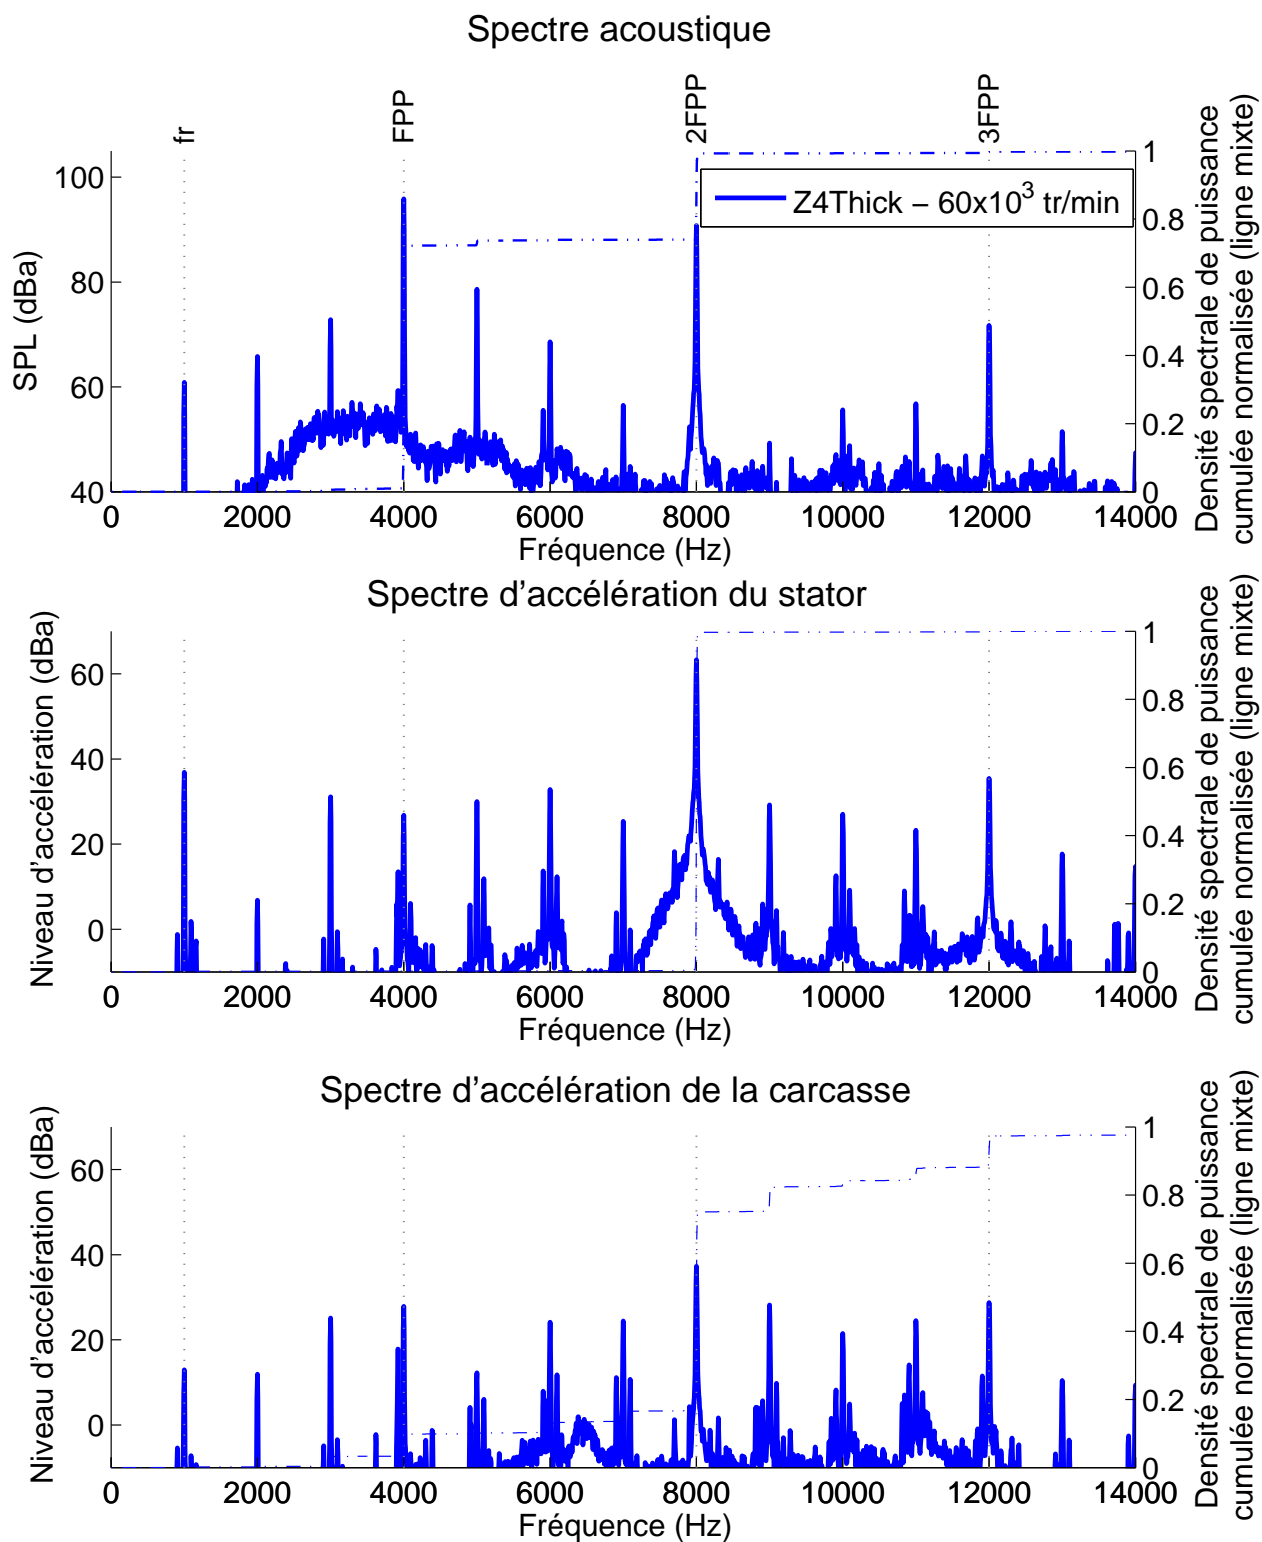 Spectre acoustique
fr
FPP
2FPP
3FPP
100
80
60
40
SPL (dBa)
1
0.8
0.6
0.4
0.2
0
Densité spectrale de puissance
cumulée normalisée (ligne mixte)
Z4Thick – 60x10³ tr/min
0 2000 4000 6000 8000 10000 12000 14000
Fréquence (Hz)
Spectre d’accélération du stator
60
40
20
0
Niveau d’accélération (dBa)
1
0.8
0.6
0.4
0.2
0
Densité spectrale de puissance
cumulée normalisée (ligne mixte)
0 2000 4000 6000 8000 10000 12000 14000
Fréquence (Hz)
Spectre d’accélération de la carcasse
60
40
20
0
Niveau d’accélération (dBa)
1
0.8
0.6
0.4
0.2
0
Densité spectrale de puissance
cumulée normalisée (ligne mixte)
0 2000 4000 6000 8000 10000 12000 14000
Fréquence (Hz)